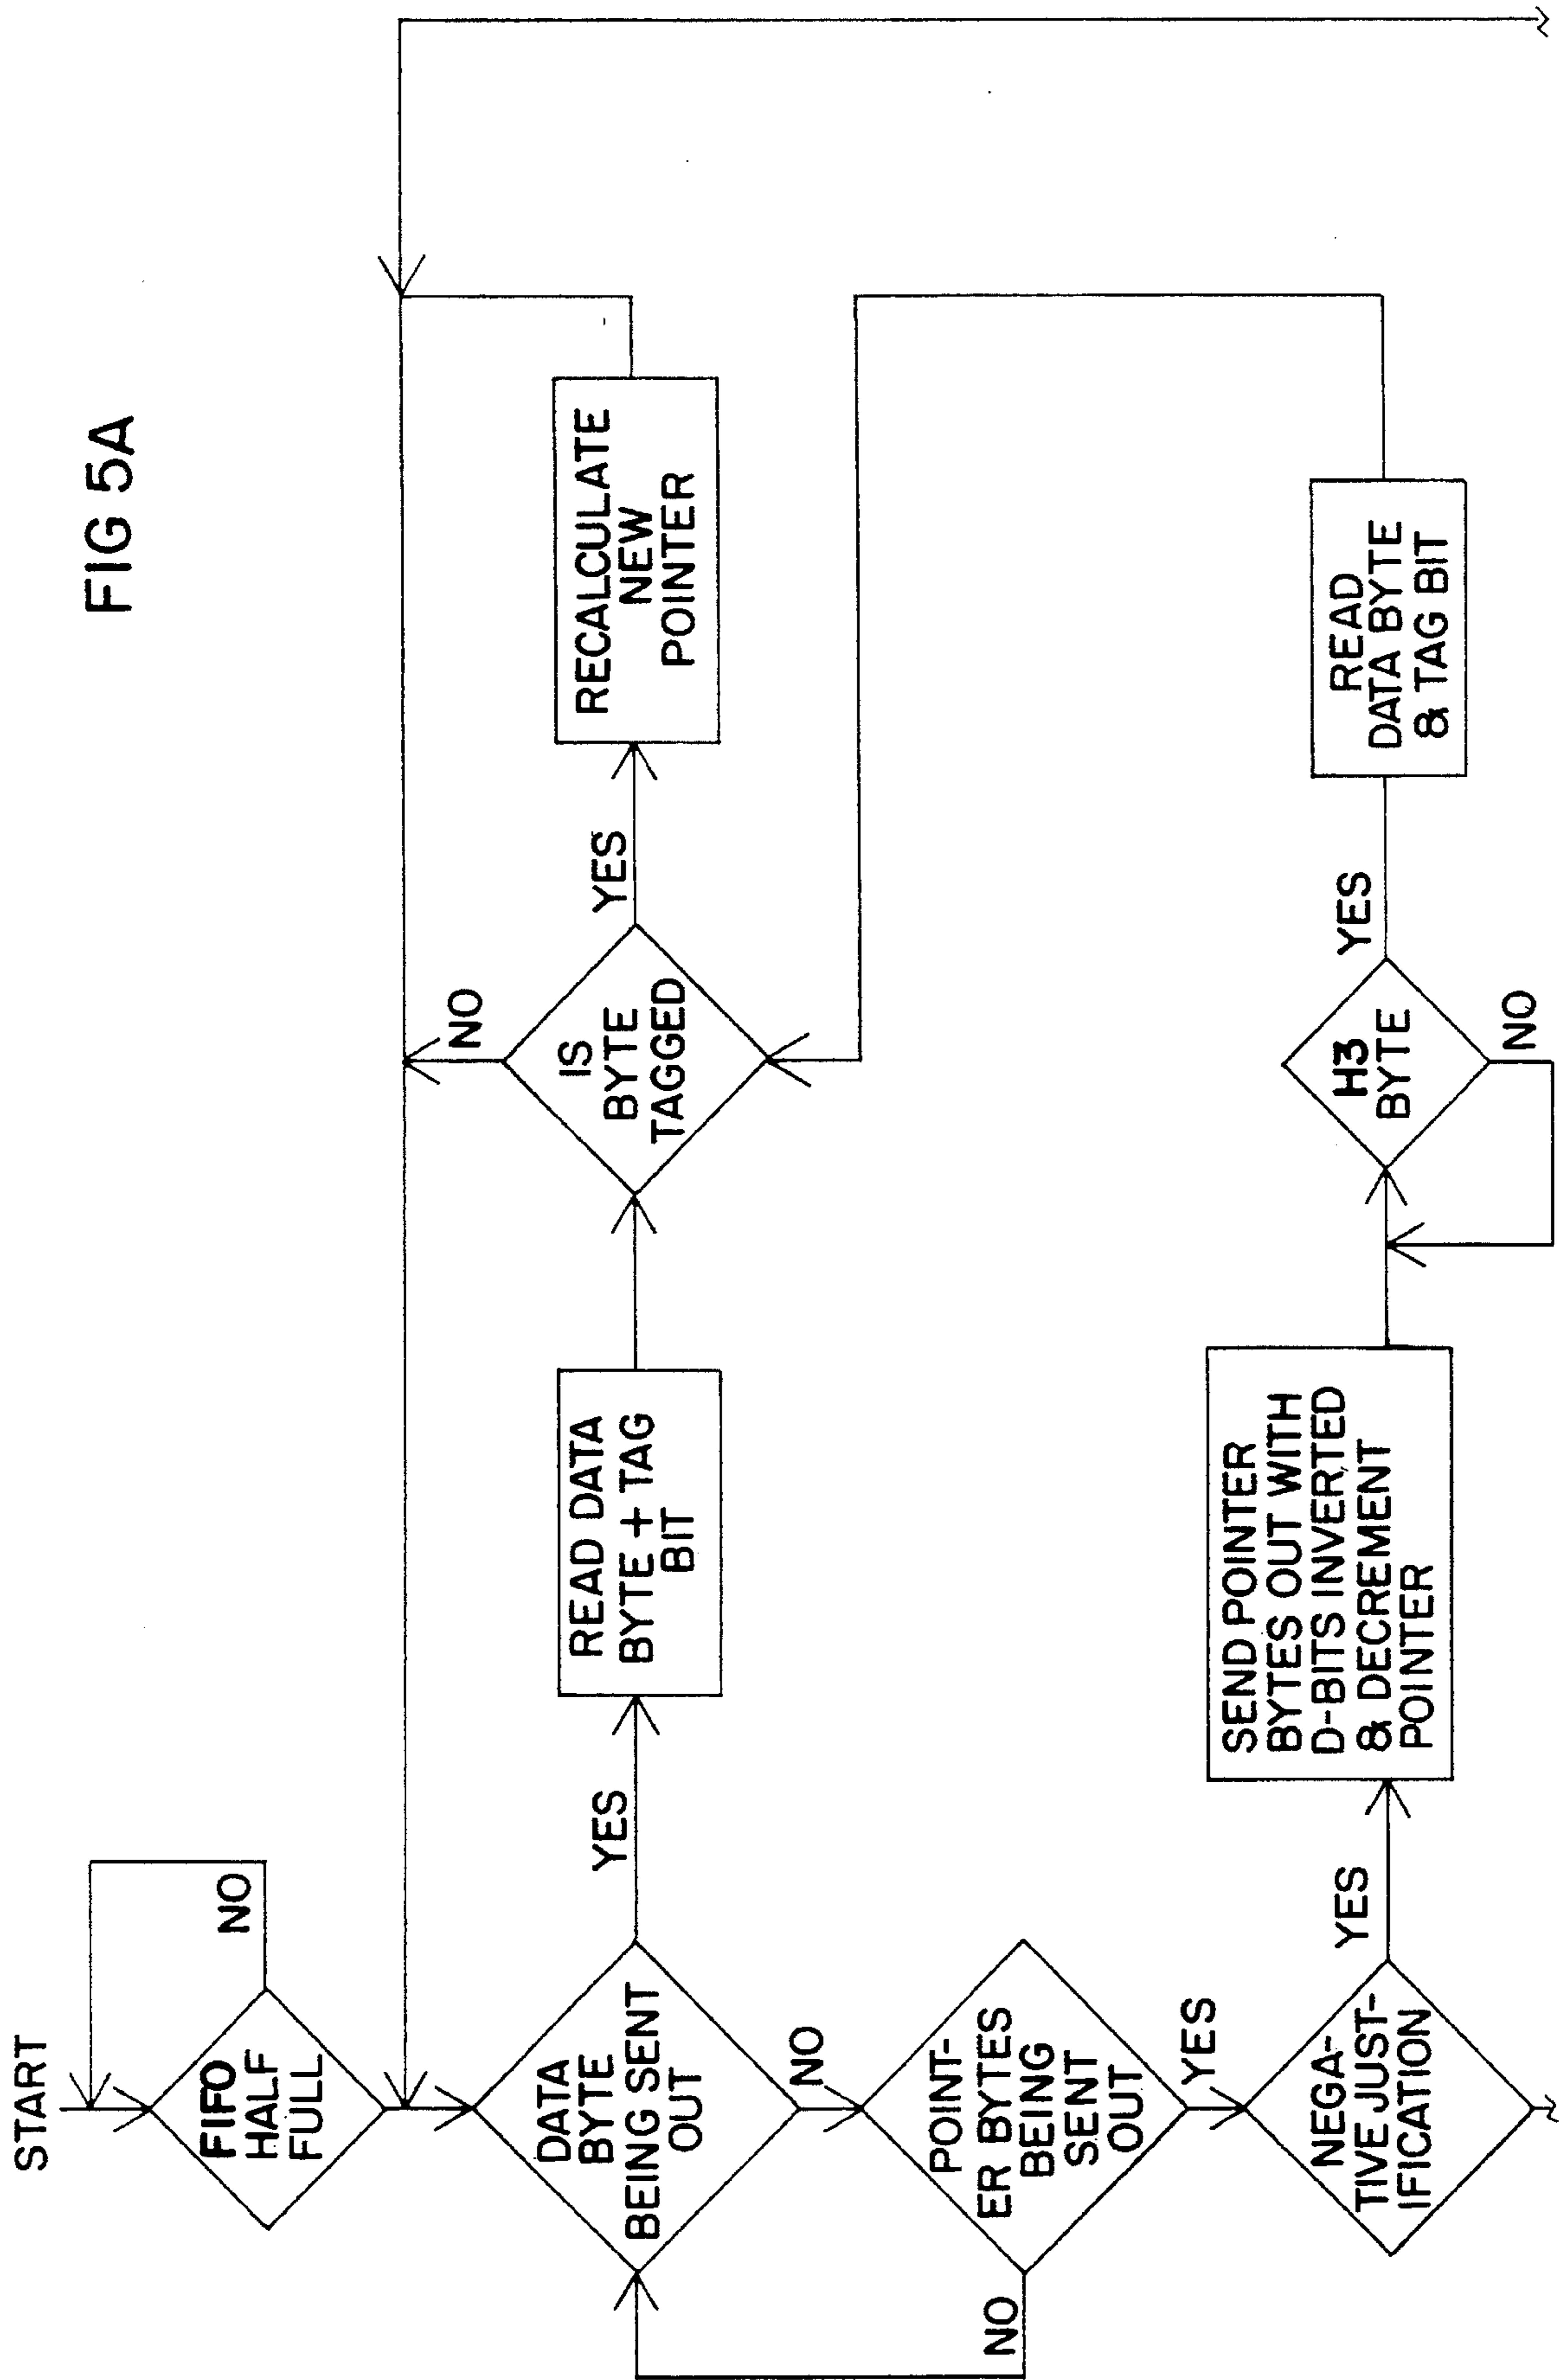 FIG 5A
START
FIFO
HALF
FULL
NO
DATA
BYTE
BEING SENT
OUT
YES
READ DATA
BYTE + TAG
BIT
IS
BYTE
TAGGED
NO
YES
RECALCULATE
NEW
POINTER
NO
POINT-
ER BYTES
BEING
SENT
OUT
NO
YES
NEGA-
TIVE JUST-
IFICATION
YES
SEND POINTER
BYTES OUT WITH
D-BITS INVERTED
& DECREMENT
POINTER
H3
BYTE
NO
YES
READ
DATA BYTE
& TAG BIT